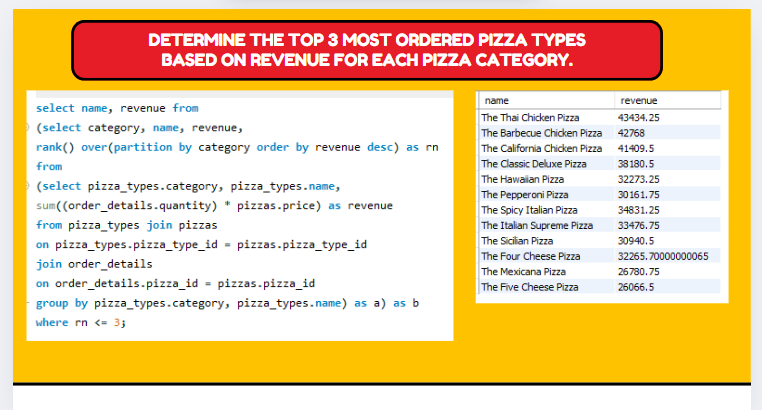 DETERMINE THE TOP 3 MOST ORDERED PIZZA TYPES
BASED ON REVENUE FOR EACH PIZZA CATEGORY.
select name, revenue from
(select category, name, revenue,
rank() over(partition by category order by revenue desc) as rn
from
(select pizza_types.category, pizza_types.name,
sum((order_details.quantity) * pizzas.price) as revenue
from pizza_types join pizzas
on pizza_types.pizza_type_id = pizzas.pizza_type_id
join order_details
on order_details.pizza_id = pizzas.pizza_id
group by pizza_types.category, pizza_types.name) as a) as b
where rn <= 3;
name revenue
The Thai Chicken Pizza 43434.25
The Barbecue Chicken Pizza 42768
The California Chicken Pizza 41409.5
The Classic Deluxe Pizza 38180.5
The Hawaiian Pizza 32273.25
The Pepperoni Pizza 30161.75
The Spicy Italian Pizza 34831.25
The Italian Supreme Pizza 33476.75
The Sicilian Pizza 30940.5
The Four Cheese Pizza 32265.70000000065
The Mexicana Pizza 26780.75
The Five Cheese Pizza 26066.5